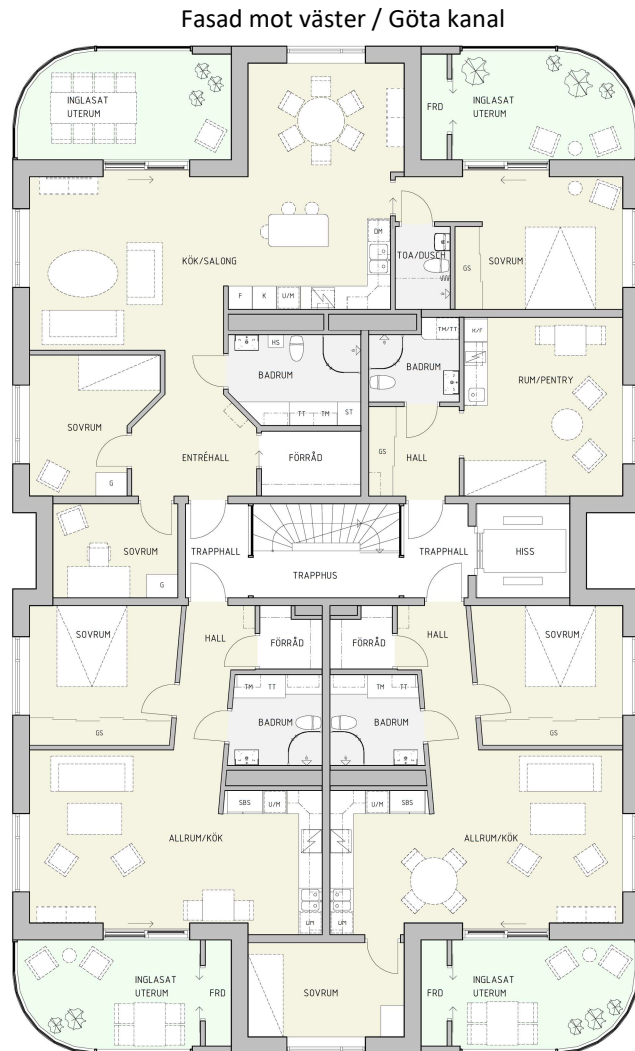 Fasad mot väster / Göta kanal
INGLASAT
UTERUM
FRD
INGLASAT
UTERUM
DM
KÖK/SALONG
TOA/DUSCH
GS
SOVRUM
F
K
U/M
HS
TM/TT
K/F
BADRUM
BADRUM
RUM/PENTRY
SOVRUM
TT
TM
ST
ENTRÉHALL
FÖRRÅD
GS
HALL
G
SOVRUM
TRAPPHALL
TRAPPHALL
HISS
TRAPPHUS
G
SOVRUM
HALL
FÖRRÅD
FÖRRÅD
HALL
SOVRUM
TM
TT
TM
TT
BADRUM
BADRUM
GS
GS
SBS
U/M
U/M
SBS
ALLRUM/KÖK
ALLRUM/KÖK
UM
UM
INGLASAT
UTERUM
FRD
SOVRUM
FRD
INGLASAT
UTERUM